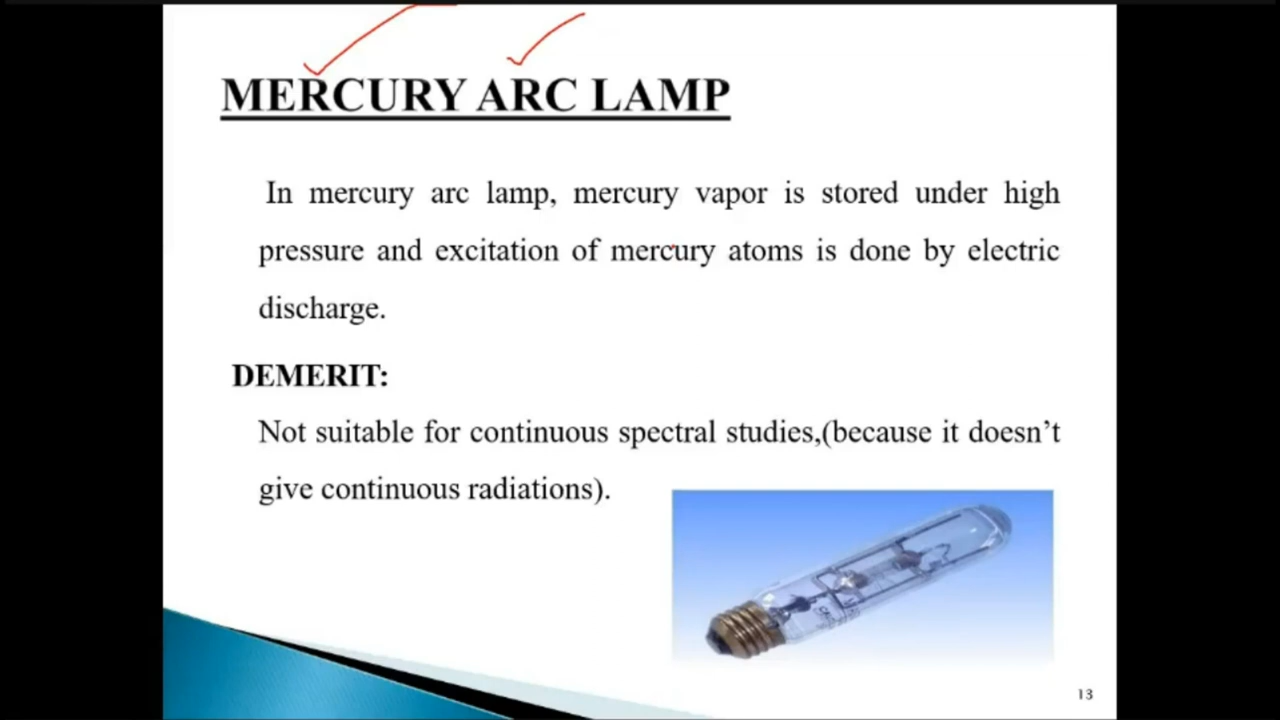 MERCURY ARC LAMP
In mercury arc lamp, mercury vapor is stored under high
pressure and excitation of mercury atoms is done by electric
discharge.
DEMERIT:
Not suitable for continuous spectral studies,(because it doesn’t
give continuous radiations).
13